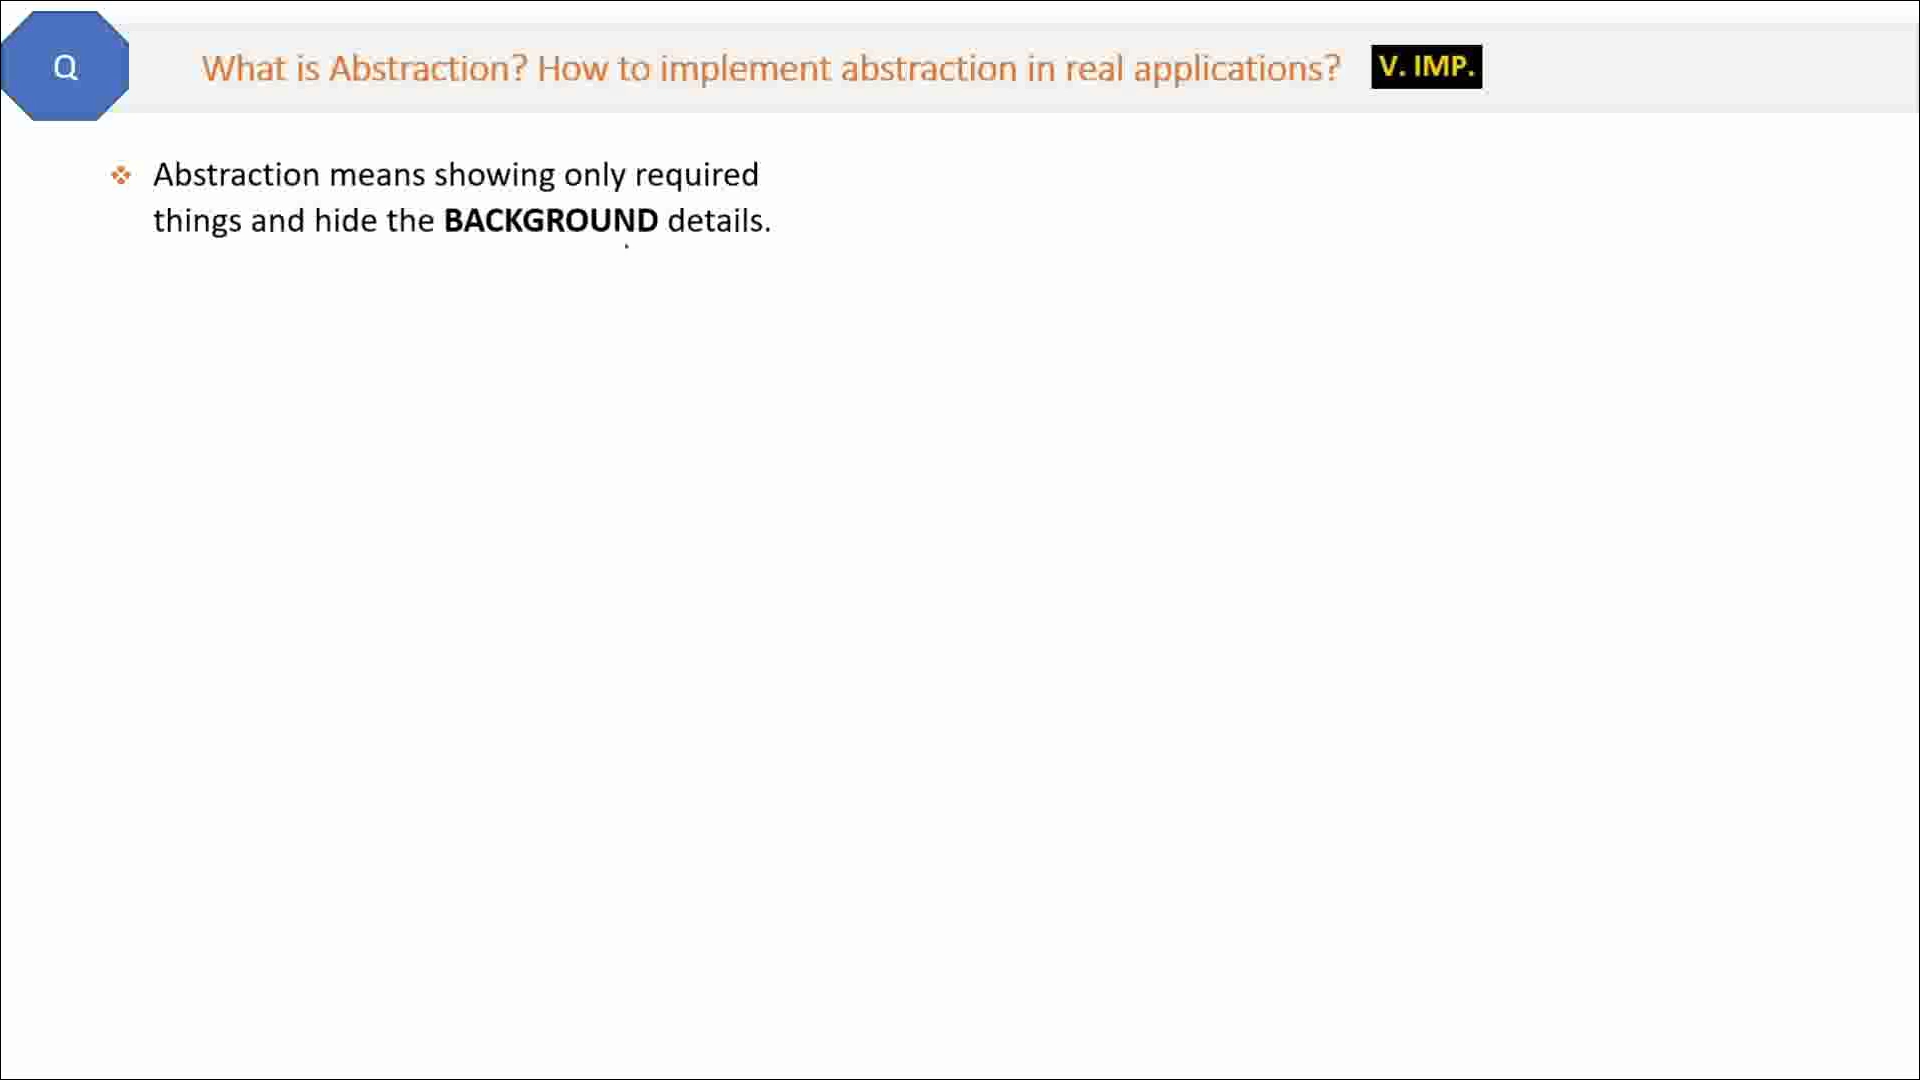 Q
What is Abstraction? How to implement abstraction in real applications? V. IMP.
Abstraction means showing only required
things and hide the BACKGROUND details.